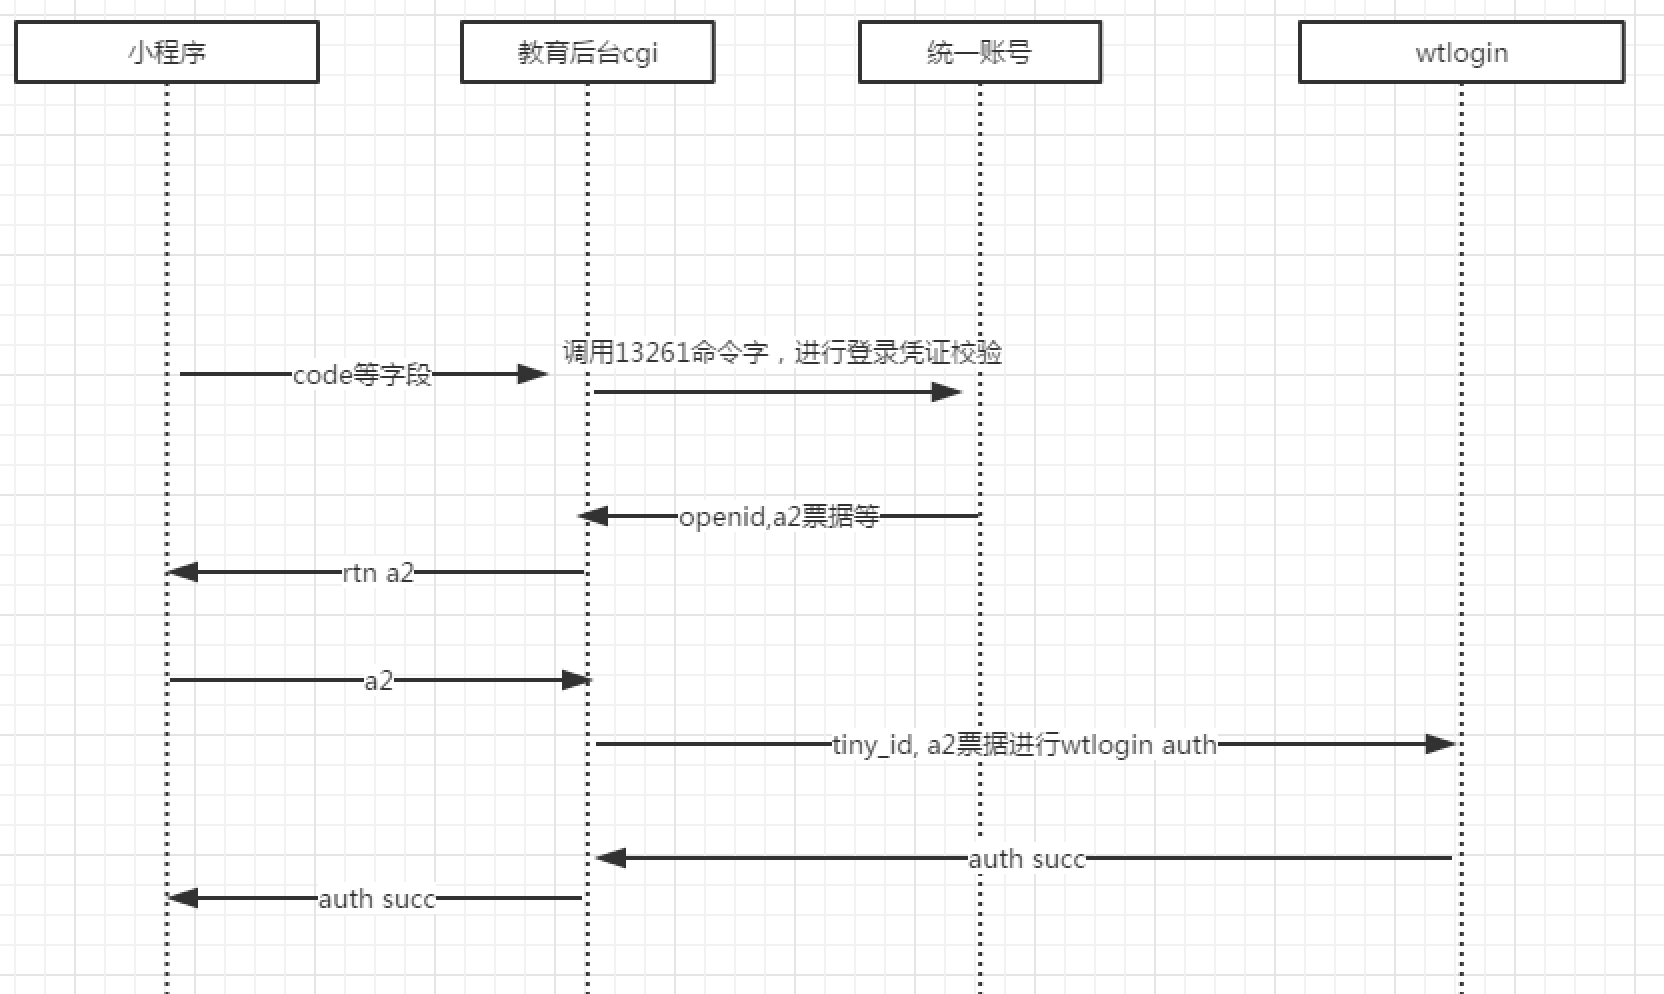 小程序
教育后台cgi
统一账号
wtlogin
调用13261命令字，进行登录凭证校验
code等字段
openid,a2票据等
rtn a2
a2
tiny_id, a2票据进行wtlogin auth
auth succ
auth succ